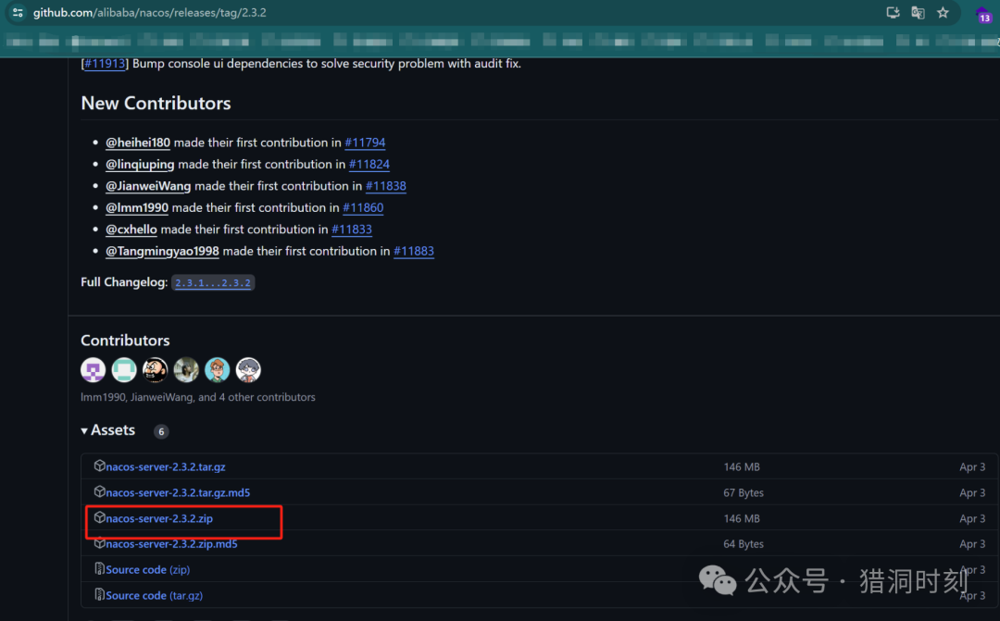 github.com/alibaba/nacos/releases/tag/2.3.2
13
[#11913] Bump console ui dependencies to solve security problem with audit fix.
New Contributors
• @heihei180 made their first contribution in #11794
• @linqiuping made their first contribution in #11824
• @JianweiWang made their first contribution in #11838
• @lmm1990 made their first contribution in #11860
• @cxhello made their first contribution in #11833
• @Tangmingyao1998 made their first contribution in #11883
Full Changelog: 2.3.1...2.3.2
Contributors
lmm1990, JianweiWang, and 4 other contributors
▾ Assets 6
nacos-server-2.3.2.tar.gz 146 MB Apr 3
nacos-server-2.3.2.tar.gz.md5 67 Bytes Apr 3
nacos-server-2.3.2.zip 146 MB Apr 3
nacos-server-2.3.2.zip.md5 64 Bytes Apr 3
Source code (zip) Apr 3
Source code (tar.gz) Apr 3
公众号 · 猎洞时刻